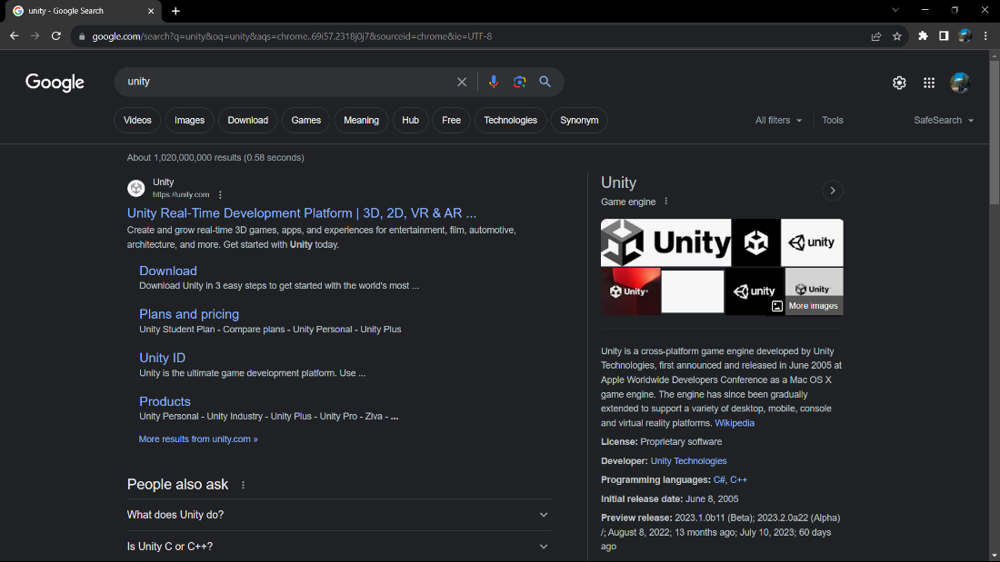 unity - Google Search
google.com/search?q=unity&oq=unity&aqs=chrome..69i57.2318j0j7&sourceid=chrome&ie=UTF-8
Google
unity
Videos
Images
Download
Games
Meaning
Hub
Free
Technologies
Synonym
All filters
Tools
SafeSearch
About 1,020,000,000 results (0.58 seconds)
Unity
https://unity.com
Unity Real-Time Development Platform | 3D, 2D, VR & AR ...
Create and grow real-time 3D games, apps, and experiences for entertainment, film, automotive,
architecture, and more. Get started with Unity today.
Download
Download Unity in 3 easy steps to get started with the world's most ...
Plans and pricing
Unity Student Plan - Compare plans - Unity Personal - Unity Plus
Unity ID
Unity is the ultimate game development platform. Use ...
Products
Unity Personal - Unity Industry - Unity Plus - Unity Pro - Ziva - ...
More results from unity.com »
People also ask
What does Unity do?
Is Unity C or C++?
Unity
Game engine
Unity
unity
Unity
unity
Unity
More images
Unity is a cross-platform game engine developed by Unity
Technologies, first announced and released in June 2005 at
Apple Worldwide Developers Conference as a Mac OS X
game engine. The engine has since been gradually
extended to support a variety of desktop, mobile, console
and virtual reality platforms. Wikipedia
License: Proprietary software
Developer: Unity Technologies
Programming languages: C#, C++
Initial release date: June 8, 2005
Preview release: 2023.1.0b11 (Beta); 2023.2.0a22 (Alpha)
/; August 8, 2022; 13 months ago; July 10, 2023; 60 days
ago